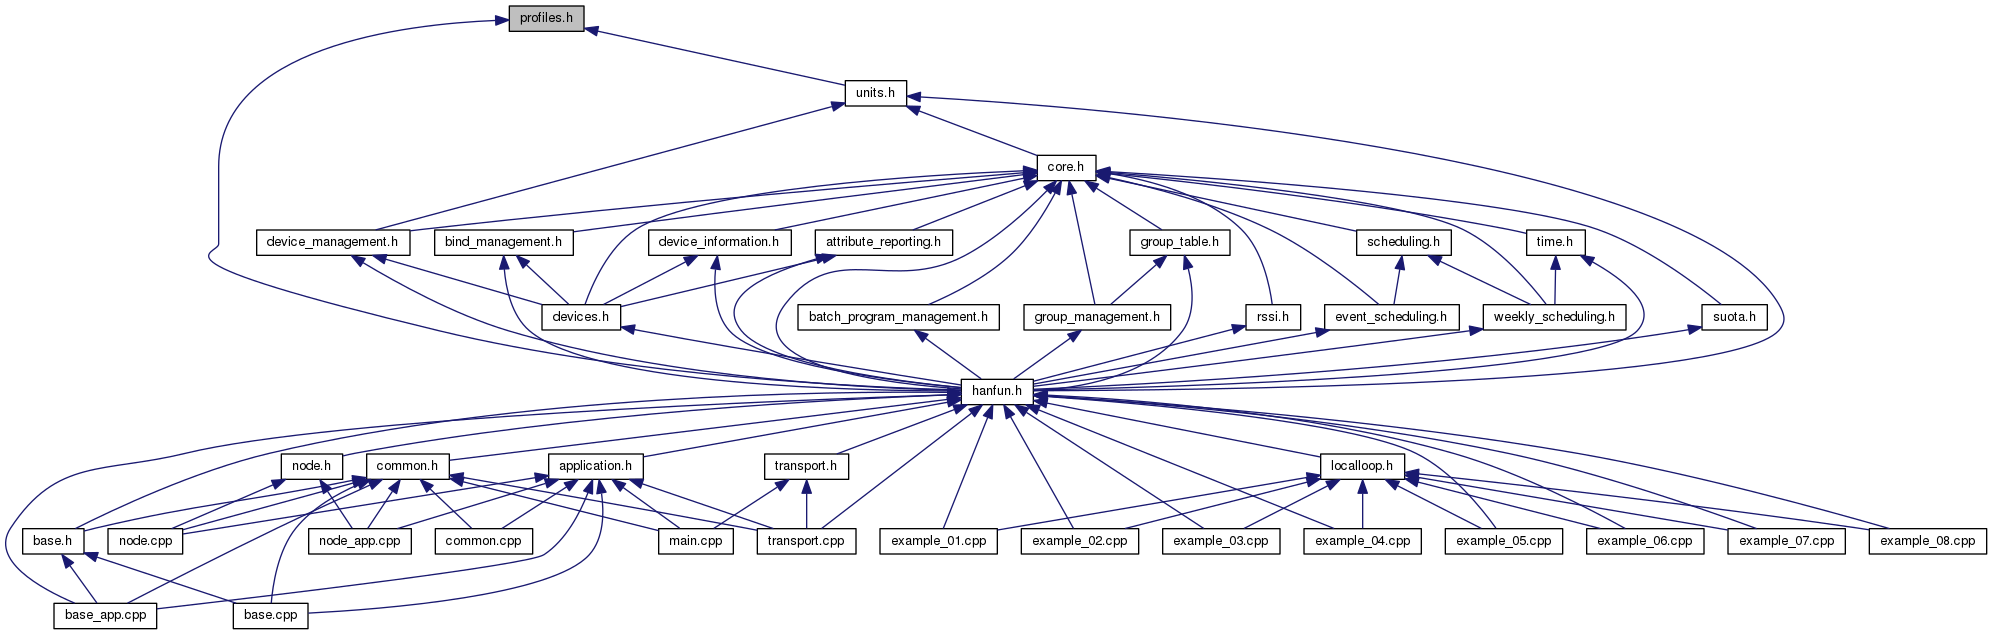 profiles.h
units.h
core.h
device_management.h
bind_management.h
device_information.h
attribute_reporting.h
group_table.h
scheduling.h
time.h
devices.h
batch_program_management.h
group_management.h
rssi.h
event_scheduling.h
weekly_scheduling.h
suota.h
hanfun.h
node.h
common.h
application.h
transport.h
localloop.h
base.h
node.cpp
node_app.cpp
common.cpp
main.cpp
transport.cpp
example_01.cpp
example_02.cpp
example_03.cpp
example_04.cpp
example_05.cpp
example_06.cpp
example_07.cpp
example_08.cpp
base_app.cpp
base.cpp